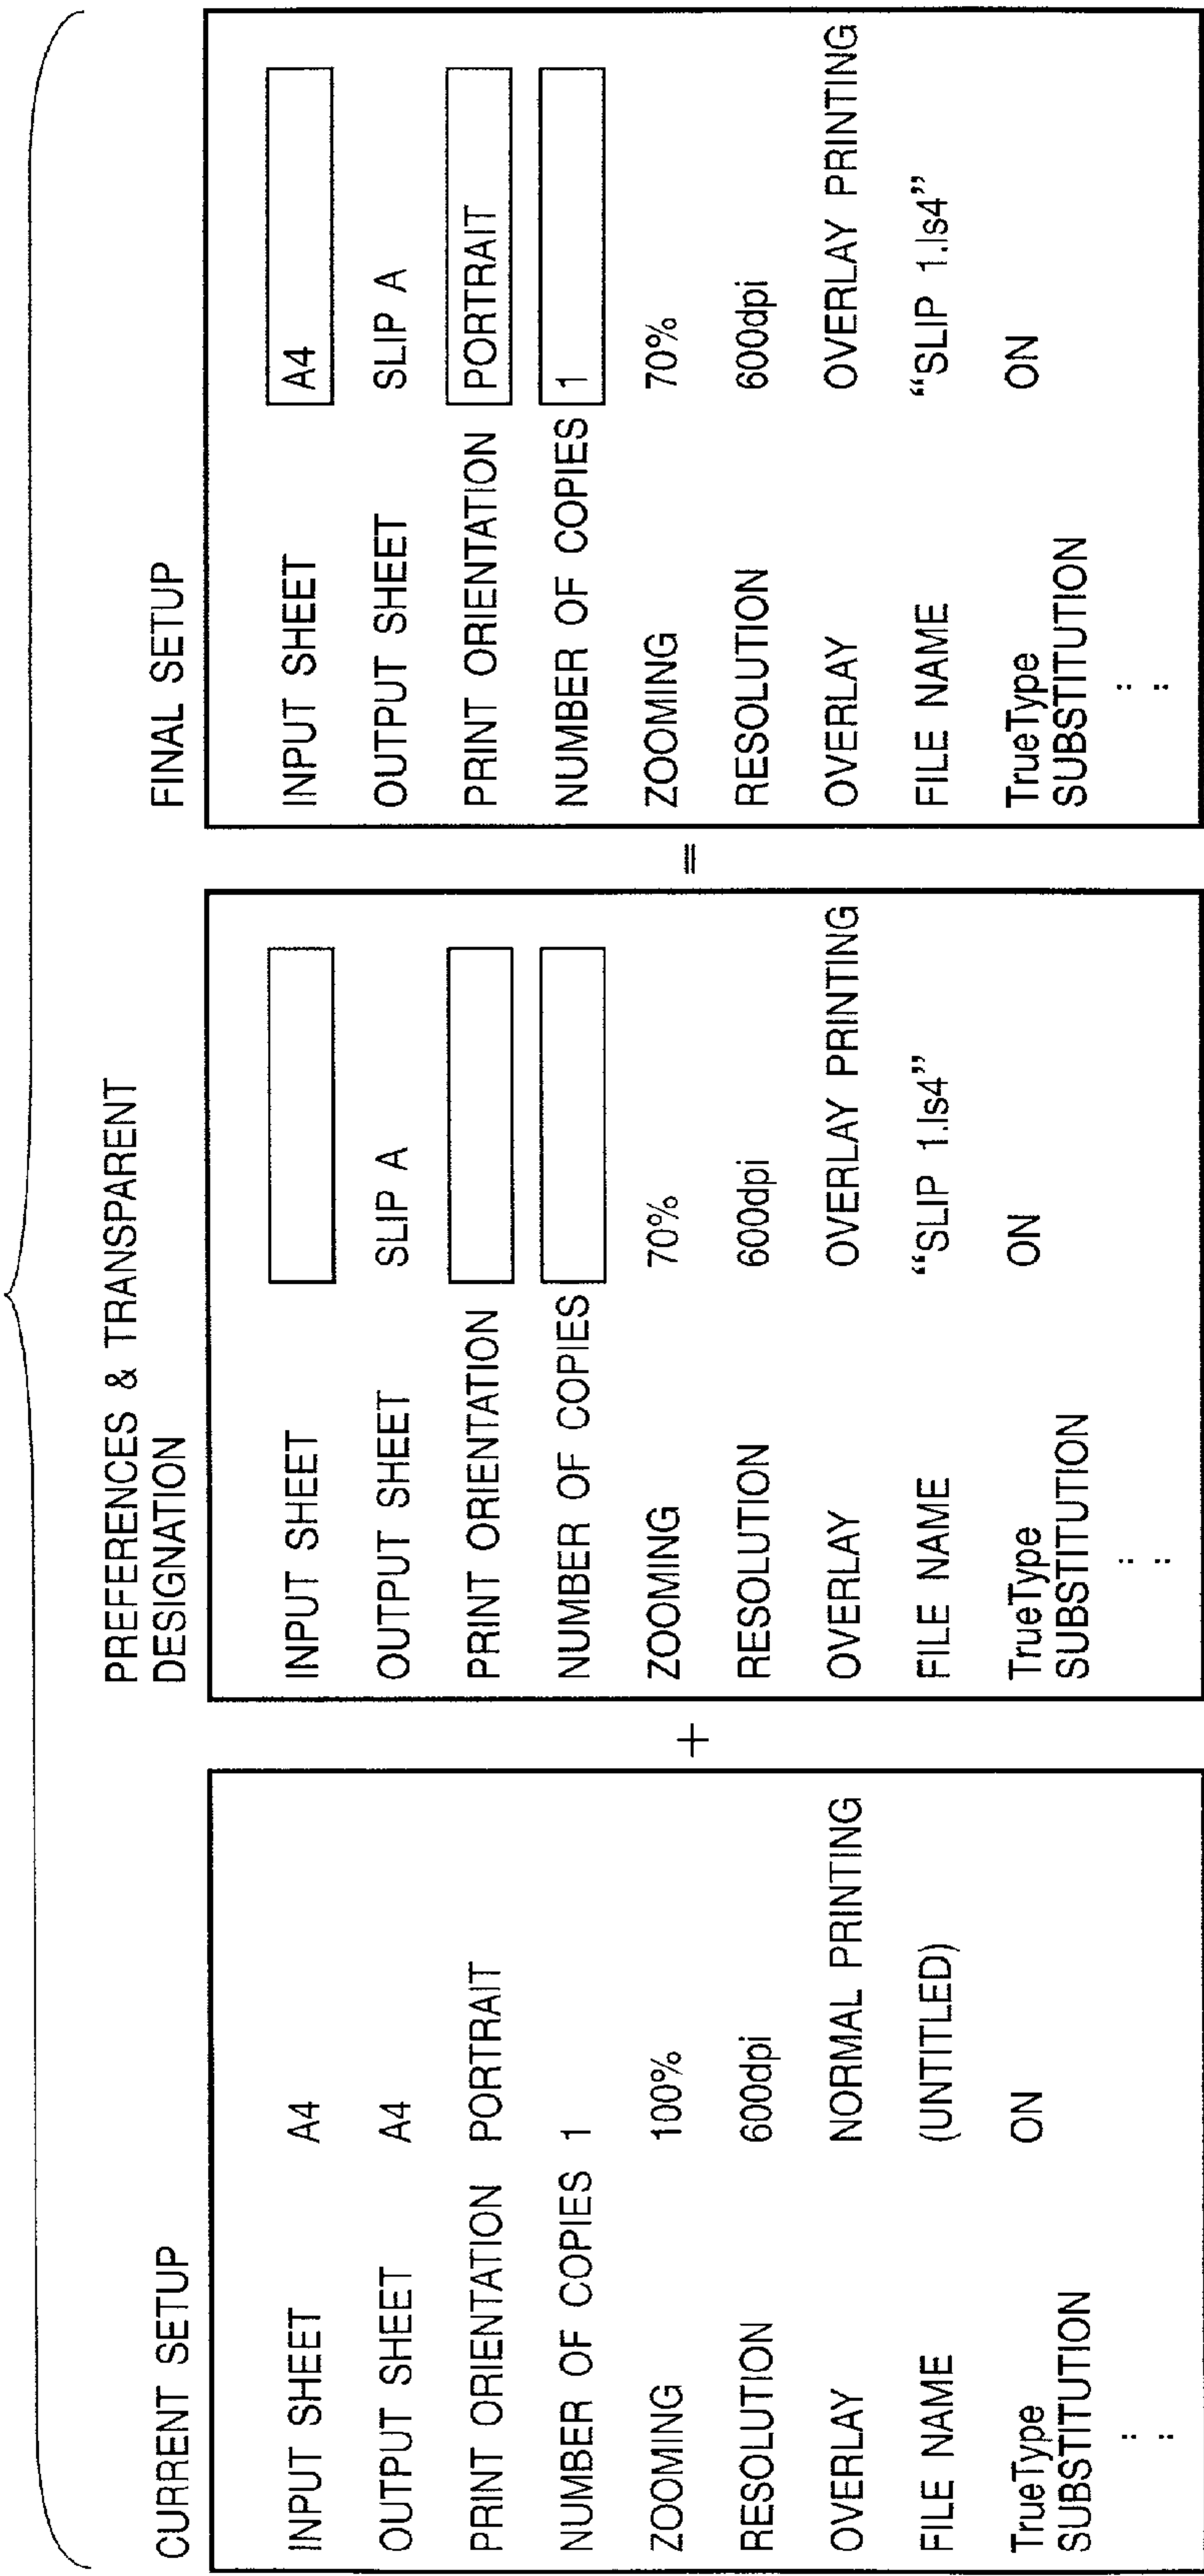 CURRENT SETUP
INPUT SHEET A4
OUTPUT SHEET A4
PRINT ORIENTATION PORTRAIT
NUMBER OF COPIES 1
ZOOMING 100%
RESOLUTION 600dpi
OVERLAY NORMAL PRINTING
FILE NAME (UNTITLED)
TrueType ON
SUBSTITUTION
:
:
+
PREFERENCES & TRANSPARENT
DESIGNATION
INPUT SHEET
OUTPUT SHEET SLIP A
PRINT ORIENTATION
NUMBER OF COPIES
ZOOMING 70%
RESOLUTION 600dpi
OVERLAY OVERLAY PRINTING
FILE NAME “SLIP 1.ls4”
TrueType ON
SUBSTITUTION
:
:
=
FINAL SETUP
INPUT SHEET A4
OUTPUT SHEET SLIP A
PRINT ORIENTATION PORTRAIT
NUMBER OF COPIES 1
ZOOMING 70%
RESOLUTION 600dpi
OVERLAY OVERLAY PRINTING
FILE NAME “SLIP 1.ls4”
TrueType ON
SUBSTITUTION
:
: